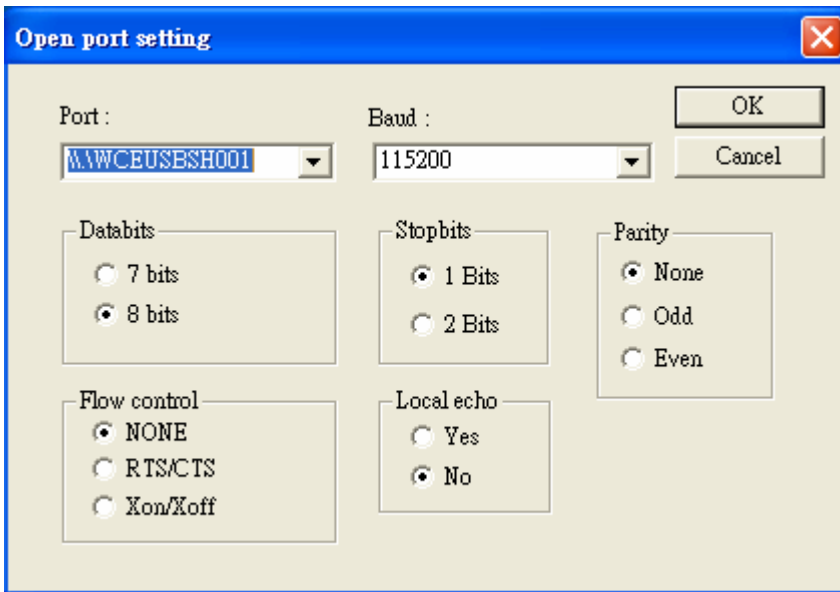 Open port setting
Port :
\\.\WCEUSBSH001
Baud :
115200
OK
Cancel
Databits
7 bits
8 bits
Stopbits
1 Bits
2 Bits
Parity
None
Odd
Even
Flow control
NONE
RTS/CTS
Xon/Xoff
Local echo
Yes
No